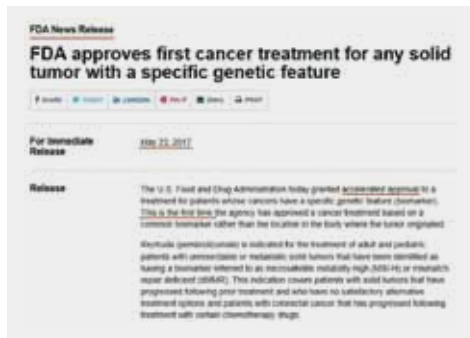 FDA News Release
FDA approves first cancer treatment for any solid
tumor with a specific genetic feature
For Immediate
Release
May 23, 2017
Release
The U.S. Food and Drug Administration today granted accelerated approval to a
treatment for patients whose cancers have a specific genetic feature (biomarker).
This is the first time the agency has approved a cancer treatment based on a
common biomarker rather than the location in the body where the tumor originated.
Keytruda (pembrolizumab) is indicated for the treatment of adult and pediatric
patients with unresectable or metastatic solid tumors that have been identified as
having a biomarker referred to as microsatellite instability-high (MSI-H) or mismatch
repair deficient (dMMR). This indication covers patients with solid tumors that have
progressed following prior treatment and who have no satisfactory alternative
treatment options and patients with colorectal cancer that has progressed following
treatment with certain chemotherapy drugs.